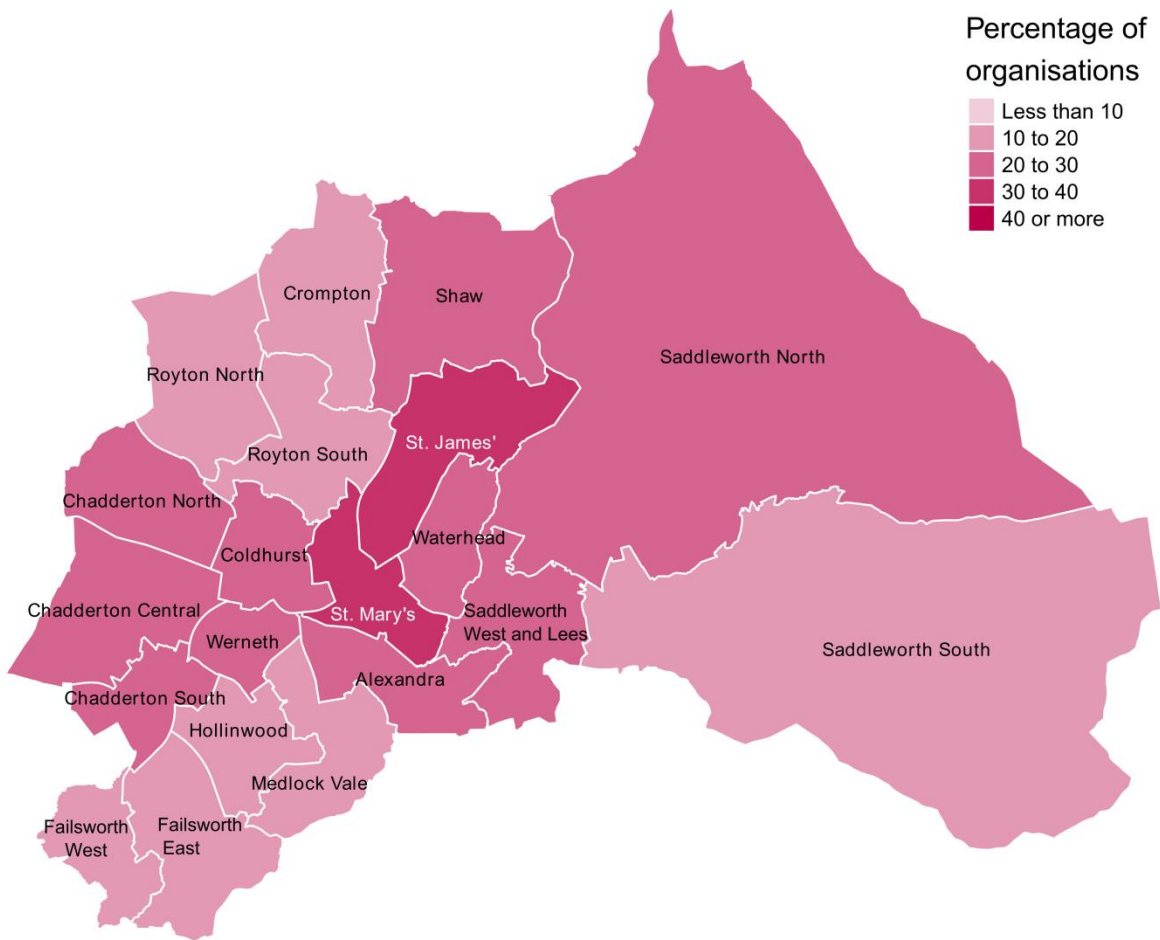 Percentage of
organisations
Less than 10
10 to 20
20 to 30
30 to 40
40 or more
Crompton
Shaw
Saddleworth North
Royton North
St. James'
Royton South
Chadderton North
Waterhead
Coldhurst
Chadderton Central
St. Mary's
Saddleworth
West and Lees
Werneth
Saddleworth South
Alexandra
Chadderton South
Hollinwood
Medlock Vale
Failsworth
West
Failsworth
East